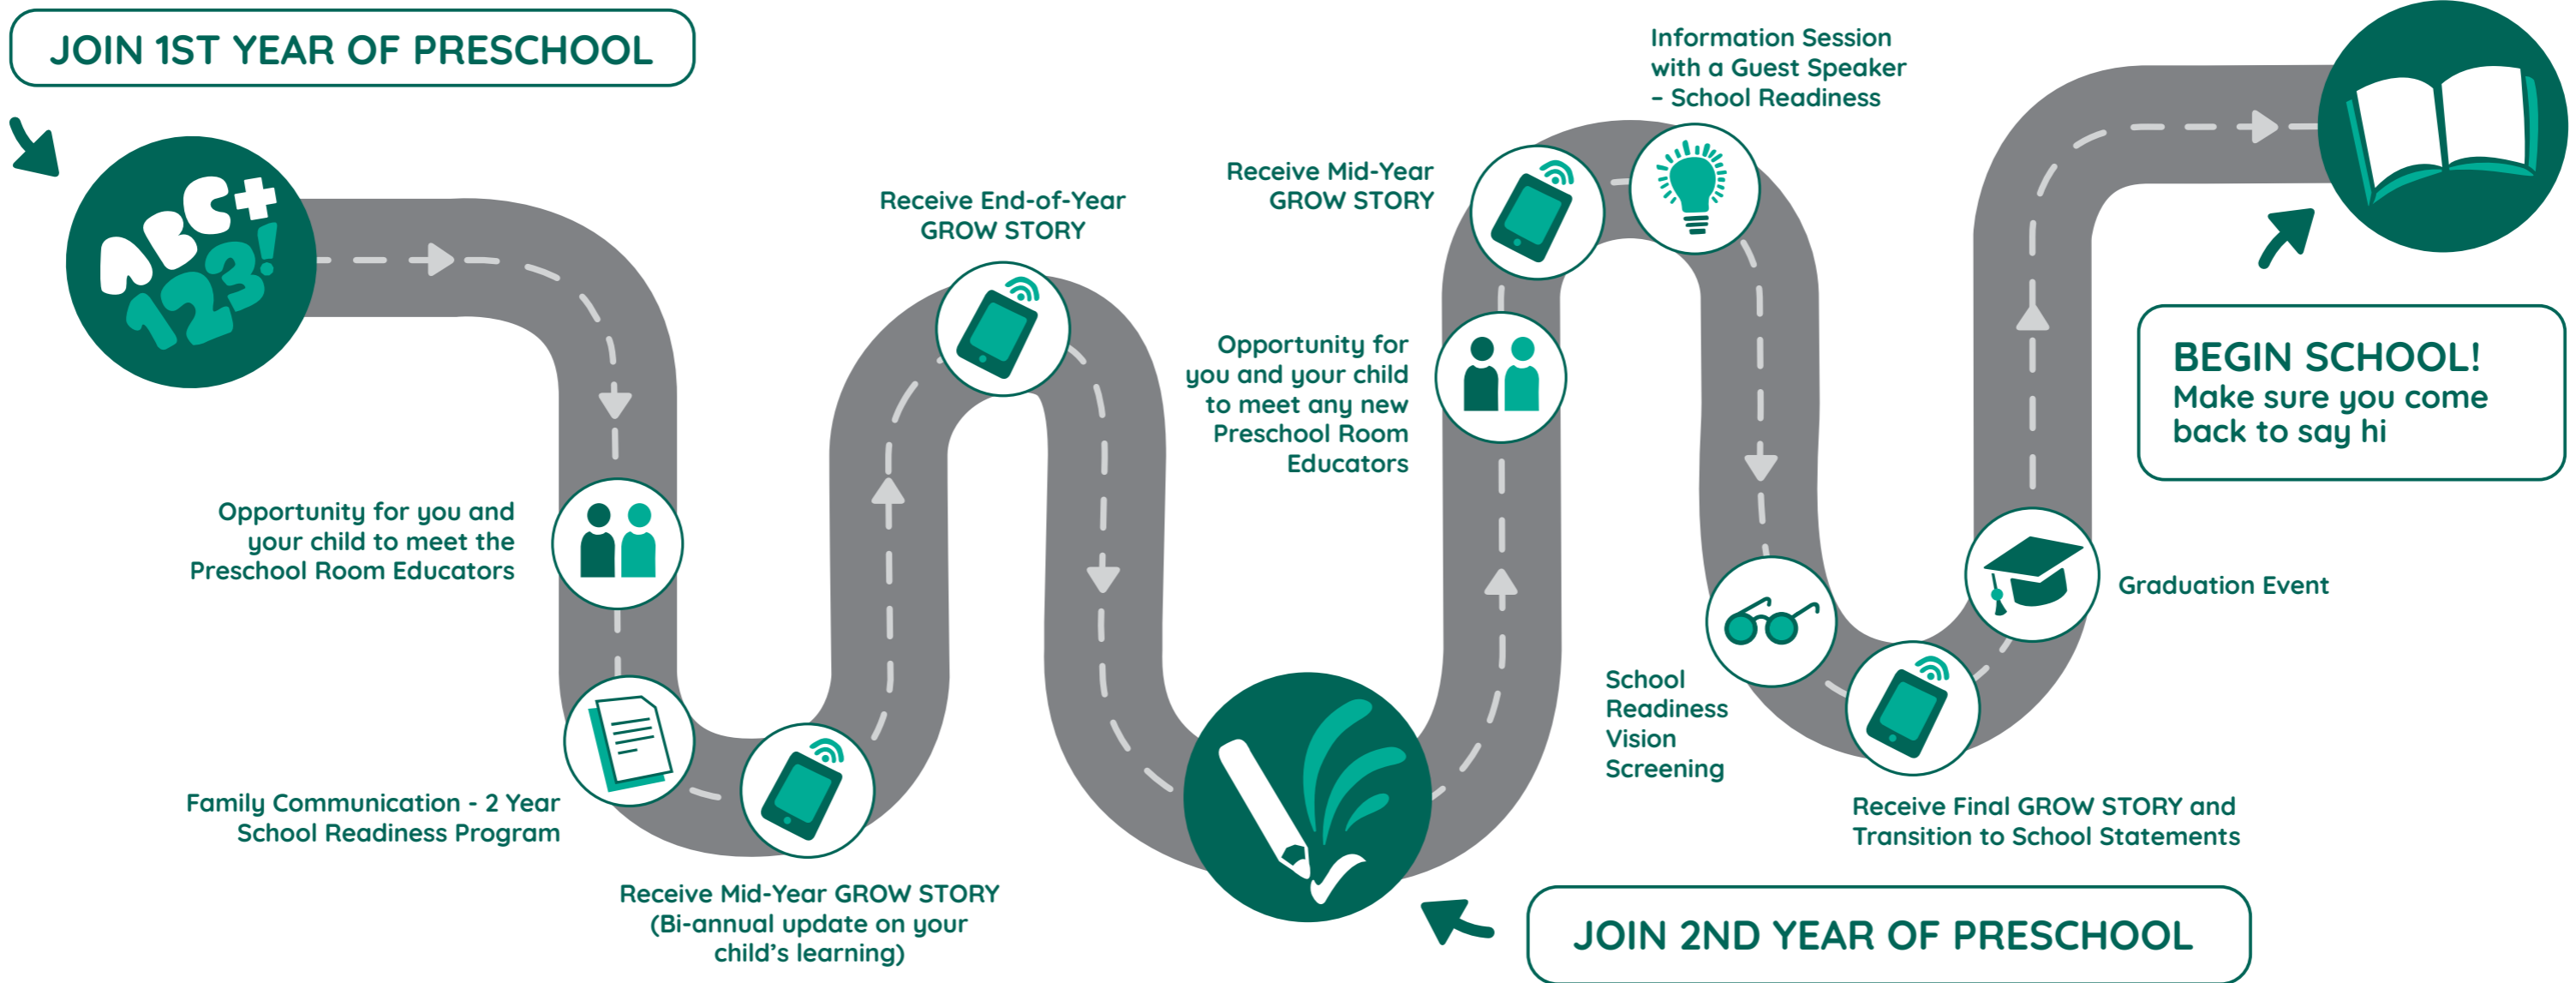 JOIN 1ST YEAR OF PRESCHOOL
ABC+
123!
Opportunity for you and
your child to meet the
Preschool Room Educators
Family Communication - 2 Year
School Readiness Program
Receive Mid-Year GROW STORY
(Bi-annual update on your
child's learning)
Receive End-of-Year
GROW STORY
JOIN 2ND YEAR OF PRESCHOOL
Opportunity for
you and your child
to meet any new
Preschool Room
Educators
Receive Mid-Year
GROW STORY
Information Session
with a Guest Speaker
– School Readiness
School
Readiness
Vision
Screening
Receive Final GROW STORY and
Transition to School Statements
Graduation Event
BEGIN SCHOOL!
Make sure you come
back to say hi